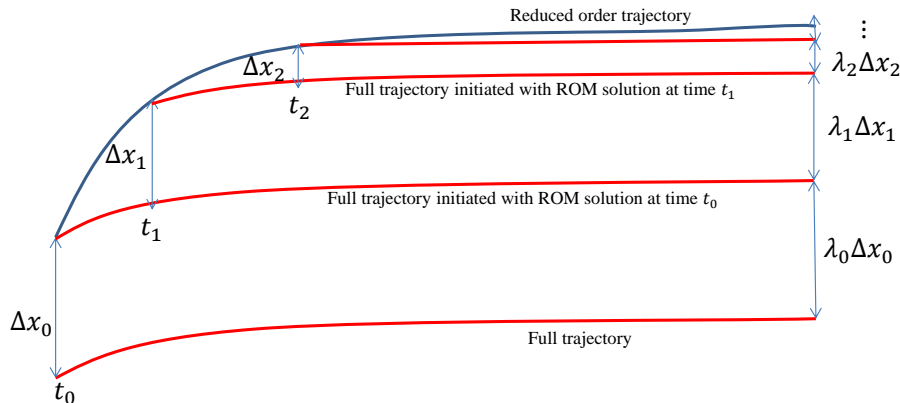 Reduced order trajectory
⋮
Δx₂
λ₂Δx₂
t₂
Full trajectory initiated with ROM solution at time t₁
Δx₁
λ₁Δx₁
t₁
Full trajectory initiated with ROM solution at time t₀
λ₀Δx₀
Δx₀
Full trajectory
t₀